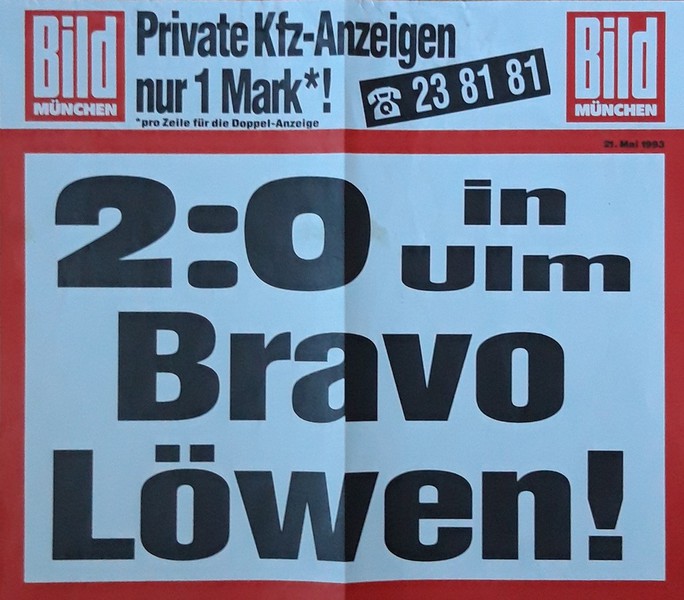 Bild
MÜNCHEN
Private Kfz-Anzeigen
nur 1 Mark*!
*pro Zeile für die Doppel-Anzeige
☎ 23 81 81
Bild
MÜNCHEN
21. Mai 1993
2:0 in Ulm
Bravo
Löwen!